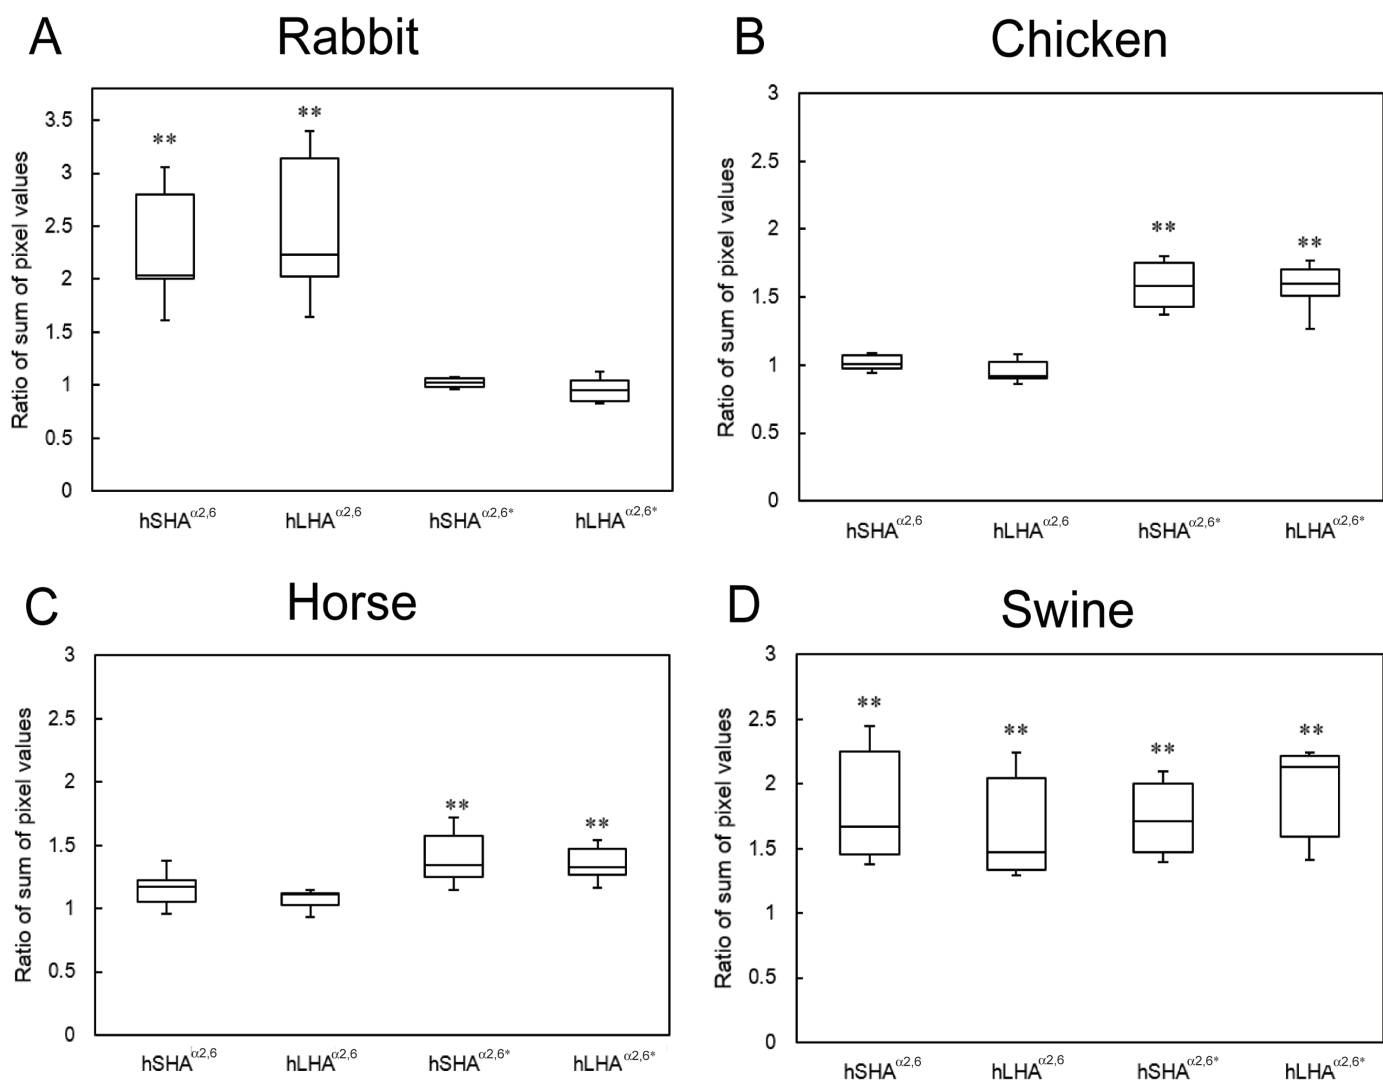 A Rabbit
Ratio of sum of pixel values
3.5
3
2.5
2
1.5
1
0.5
0
** **
hSHAα2,6 hLHAα2,6 hSHAα2,6* hLHAα2,6*
B Chicken
Ratio of sum of pixel values
3
2.5
2
1.5
1
0.5
0
** **
hSHAα2,6 hLHAα2,6 hSHAα2,6* hLHAα2,6*
C Horse
Ratio of sum of pixel values
3
2.5
2
1.5
1
0.5
0
** **
hSHAα2,6 hLHAα2,6 hSHAα2,6* hLHAα2,6*
D Swine
Ratio of sum of pixel values
3
2.5
2
1.5
1
0.5
0
** ** ** **
hSHAα2,6 hLHAα2,6 hSHAα2,6* hLHAα2,6*